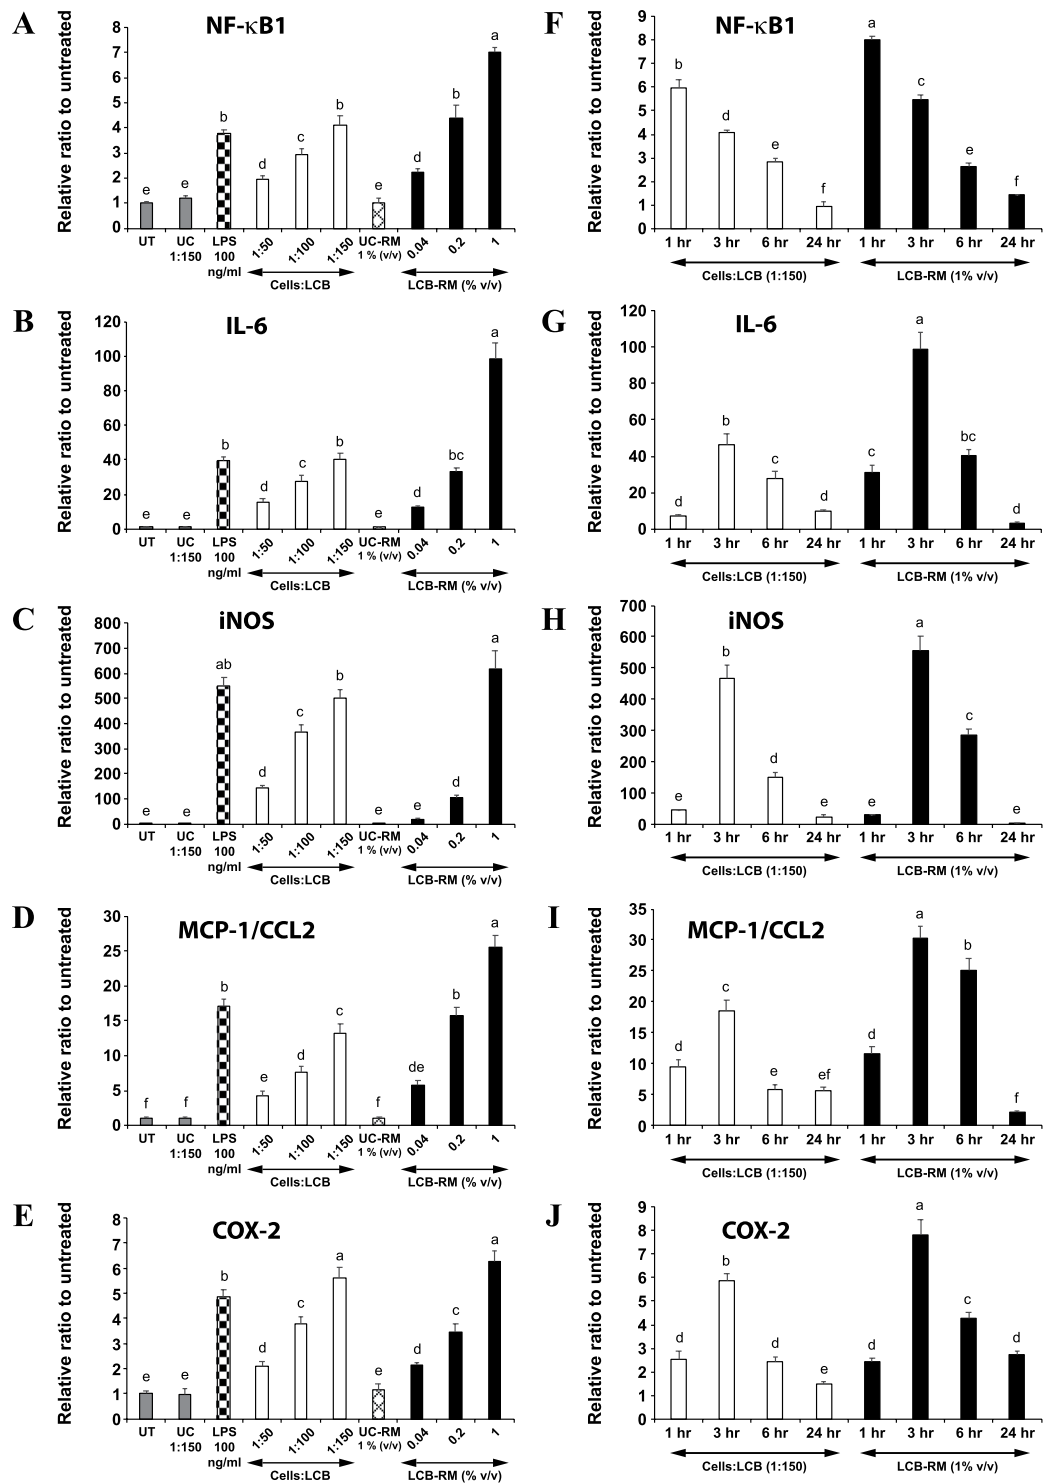 A
NF-κB1
Relative ratio to untreated
8
7
6
5
4
3
2
1
0
e
e
b
d
c
b
e
d
b
a
UT
UC
1:150
LPS
100
ng/ml
1:50
1:100
1:150
UC-RM
1 % (v/v)
0.04
0.2
1
Cells:LCB
LCB-RM (% v/v)
F
NF-κB1
Relative ratio to untreated
9
8
7
6
5
4
3
2
1
0
b
d
e
f
a
c
e
f
1 hr
3 hr
6 hr
24 hr
1 hr
3 hr
6 hr
24 hr
Cells:LCB (1:150)
LCB-RM (1% v/v)
B
IL-6
Relative ratio to untreated
120
100
80
60
40
20
0
e
e
b
d
c
b
e
d
bc
a
UT
UC
1:150
LPS
100
ng/ml
1:50
1:100
1:150
UC-RM
1 % (v/v)
0.04
0.2
1
Cells:LCB
LCB-RM (% v/v)
G
IL-6
Relative ratio to untreated
120
100
80
60
40
20
0
d
b
c
d
c
a
bc
d
1 hr
3 hr
6 hr
24 hr
1 hr
3 hr
6 hr
24 hr
Cells:LCB (1:150)
LCB-RM (1% v/v)
C
iNOS
Relative ratio to untreated
800
700
600
500
400
300
200
100
0
e
e
ab
d
c
b
e
e
d
a
UT
UC
1:150
LPS
100
ng/ml
1:50
1:100
1:150
UC-RM
1 % (v/v)
0.04
0.2
1
Cells:LCB
LCB-RM (% v/v)
H
iNOS
Relative ratio to untreated
700
600
500
400
300
200
100
0
e
b
d
e
e
a
c
e
1 hr
3 hr
6 hr
24 hr
1 hr
3 hr
6 hr
24 hr
Cells:LCB (1:150)
LCB-RM (1% v/v)
D
MCP-1/CCL2
Relative ratio to untreated
30
25
20
15
10
5
0
f
f
b
e
d
c
f
de
b
a
UT
UC
1:150
LPS
100
ng/ml
1:50
1:100
1:150
UC-RM
1 % (v/v)
0.04
0.2
1
Cells:LCB
LCB-RM (% v/v)
I
MCP-1/CCL2
Relative ratio to untreated
35
30
25
20
15
10
5
0
d
c
e
ef
d
a
b
f
1 hr
3 hr
6 hr
24 hr
1 hr
3 hr
6 hr
24 hr
Cells:LCB (1:150)
LCB-RM (1% v/v)
E
COX-2
Relative ratio to untreated
8
7
6
5
4
3
2
1
0
e
e
b
d
c
a
e
d
c
a
UT
UC
1:150
LPS
100
ng/ml
1:50
1:100
1:150
UC-RM
1 % (v/v)
0.04
0.2
1
Cells:LCB
LCB-RM (% v/v)
J
COX-2
Relative ratio to untreated
9
8
7
6
5
4
3
2
1
0
d
b
d
e
d
a
c
d
1 hr
3 hr
6 hr
24 hr
1 hr
3 hr
6 hr
24 hr
Cells:LCB (1:150)
LCB-RM (1% v/v)